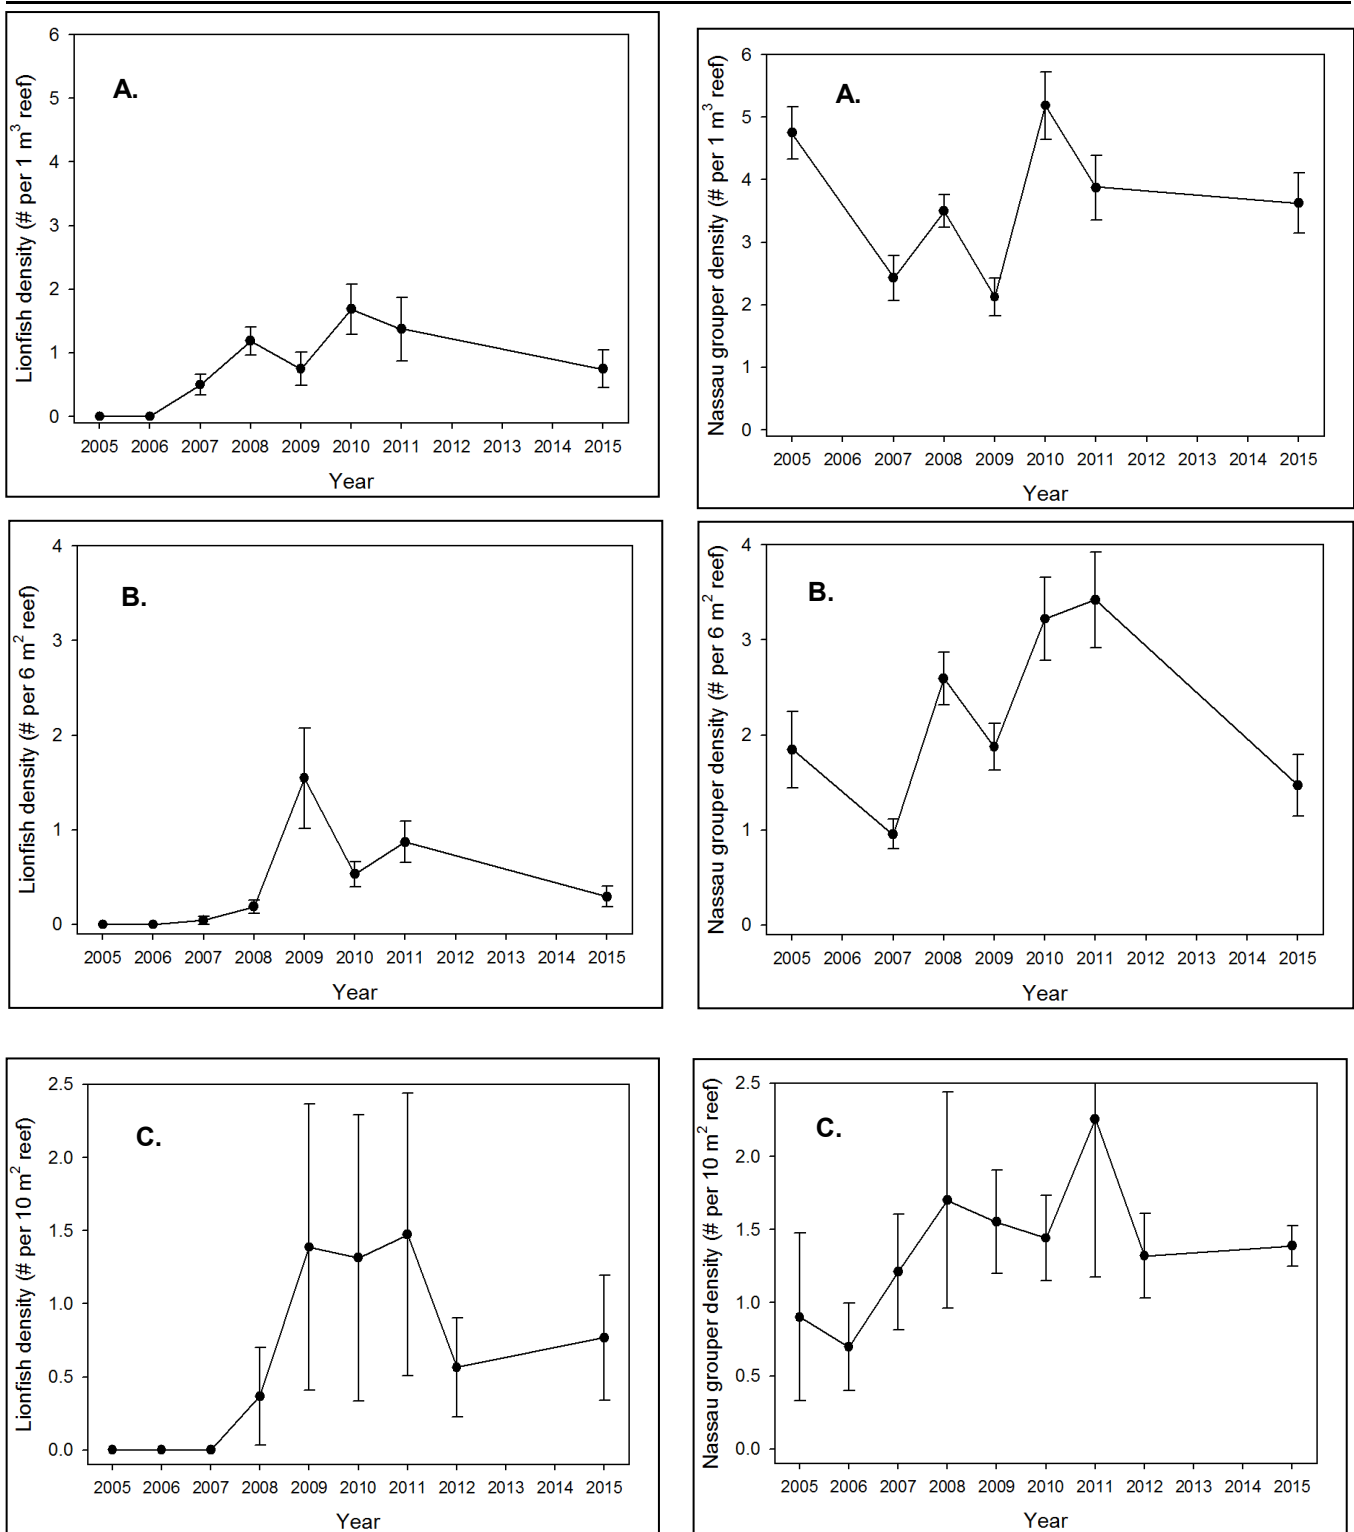 A.
Lionfish density (# per 1 m³ reef)
6
5
4
3
2
1
0
2005 2006 2007 2008 2009 2010 2011 2012 2013 2014 2015
Year
A.
Nassau grouper density (# per 1 m³ reef)
6
5
4
3
2
1
0
2005 2006 2007 2008 2009 2010 2011 2012 2013 2014 2015
Year
B.
Lionfish density (# per 6 m² reef)
4
3
2
1
0
2005 2006 2007 2008 2009 2010 2011 2012 2013 2014 2015
Year
B.
Nassau grouper density (# per 6 m² reef)
4
3
2
1
0
2005 2006 2007 2008 2009 2010 2011 2012 2013 2014 2015
Year
C.
Lionfish density (# per 10 m² reef)
2.5
2.0
1.5
1.0
0.5
0.0
2005 2006 2007 2008 2009 2010 2011 2012 2013 2014 2015
Year
C.
Nassau grouper density (# per 10 m² reef)
2.5
2.0
1.5
1.0
0.5
0.0
2005 2006 2007 2008 2009 2010 2011 2012 2013 2014 2015
Year